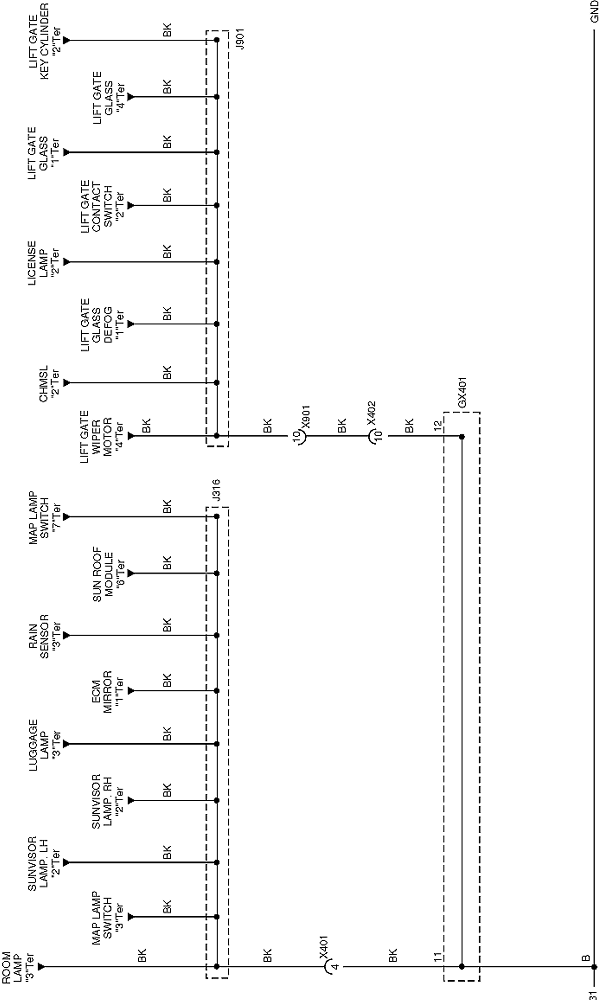 LIFT GATE
KEY CYLINDER
"2"Ter
BK
LIFT GATE
GLASS
"4"Ter
BK
LIFT GATE
GLASS
"1"Ter
BK
LIFT GATE
CONTACT
SWITCH
"2"Ter
BK
LICENSE
LAMP
"2"Ter
BK
LIFT GATE
GLASS
DEFOG
"1"Ter
BK
CHMSL
"2"Ter
BK
LIFT GATE
WIPER
MOTOR
"4"Ter
BK
J901
BK
10
X901
BK
X402
10
BK
12
GX401
MAP LAMP
SWITCH
"7"Ter
BK
SUN ROOF
MODULE
"6"Ter
BK
RAIN
SENSOR
"3"Ter
BK
ECM
MIRROR
"1"Ter
BK
LUGGAGE
LAMP
"3"Ter
BK
SUNVISOR
LAMP. RH
"2"Ter
BK
SUNVISOR
LAMP. LH
"2"Ter
BK
MAP LAMP
SWITCH
"3"Ter
BK
ROOM
LAMP
"3"Ter
BK
J316
BK
X401
4
BK
11
B
GND
31